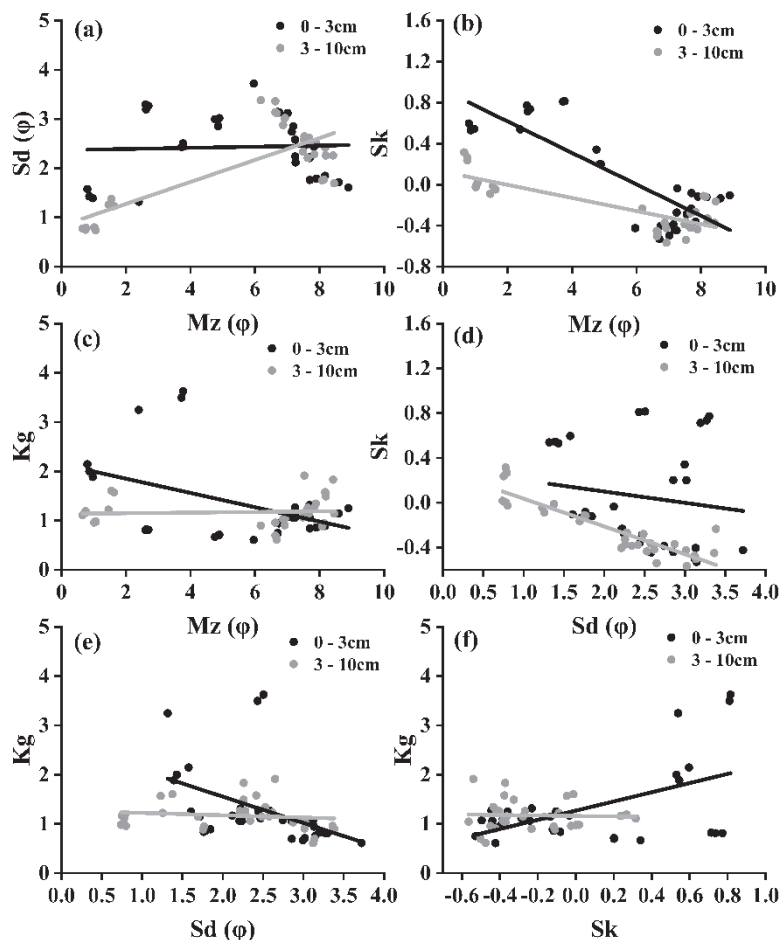 (a)
0 - 3cm
3 - 10cm
Sd (φ)
5
4
3
2
1
0
0 2 4 6 8 10
Mz (φ)
(b)
0 - 3cm
3 - 10cm
Sk
1.6
1.2
0.8
0.4
0.0
-0.4
-0.8
0 2 4 6 8 10
Mz (φ)
(c)
0 - 3cm
3 - 10cm
Kg
5
4
3
2
1
0
0 2 4 6 8 10
Mz (φ)
(d)
0 - 3cm
3 - 10cm
Sk
1.6
1.2
0.8
0.4
0.0
-0.4
0.0 0.5 1.0 1.5 2.0 2.5 3.0 3.5 4.0
Sd (φ)
(e)
0 - 3cm
3 - 10cm
Kg
5
4
3
2
1
0
0.0 0.5 1.0 1.5 2.0 2.5 3.0 3.5 4.0
Sd (φ)
(f)
0 - 3cm
3 - 10cm
Kg
5
4
3
2
1
0
-0.6 -0.4 -0.2 0.0 0.2 0.4 0.6 0.8 1.0
Sk